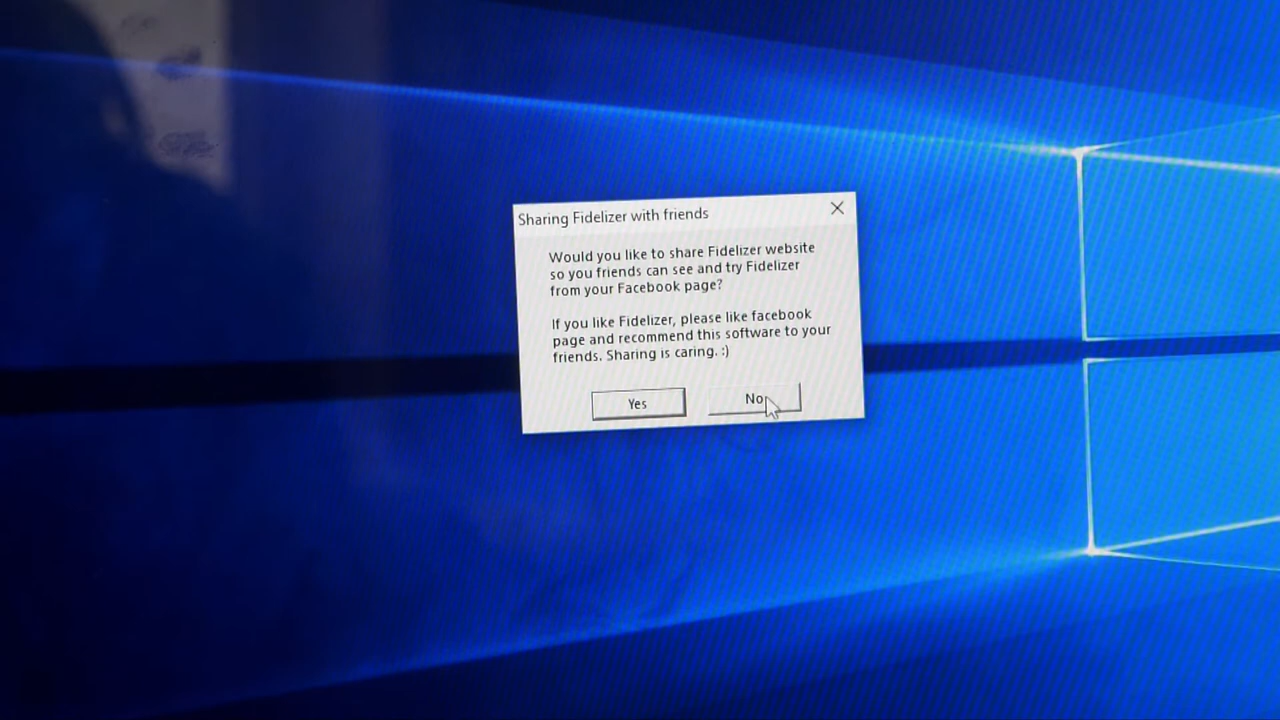 Sharing Fidelizer with friends
Would you like to share Fidelizer website
so you friends can see and try Fidelizer
from your Facebook page?
If you like Fidelizer, please like facebook
page and recommend this software to your
friends. Sharing is caring. :)
Yes
No